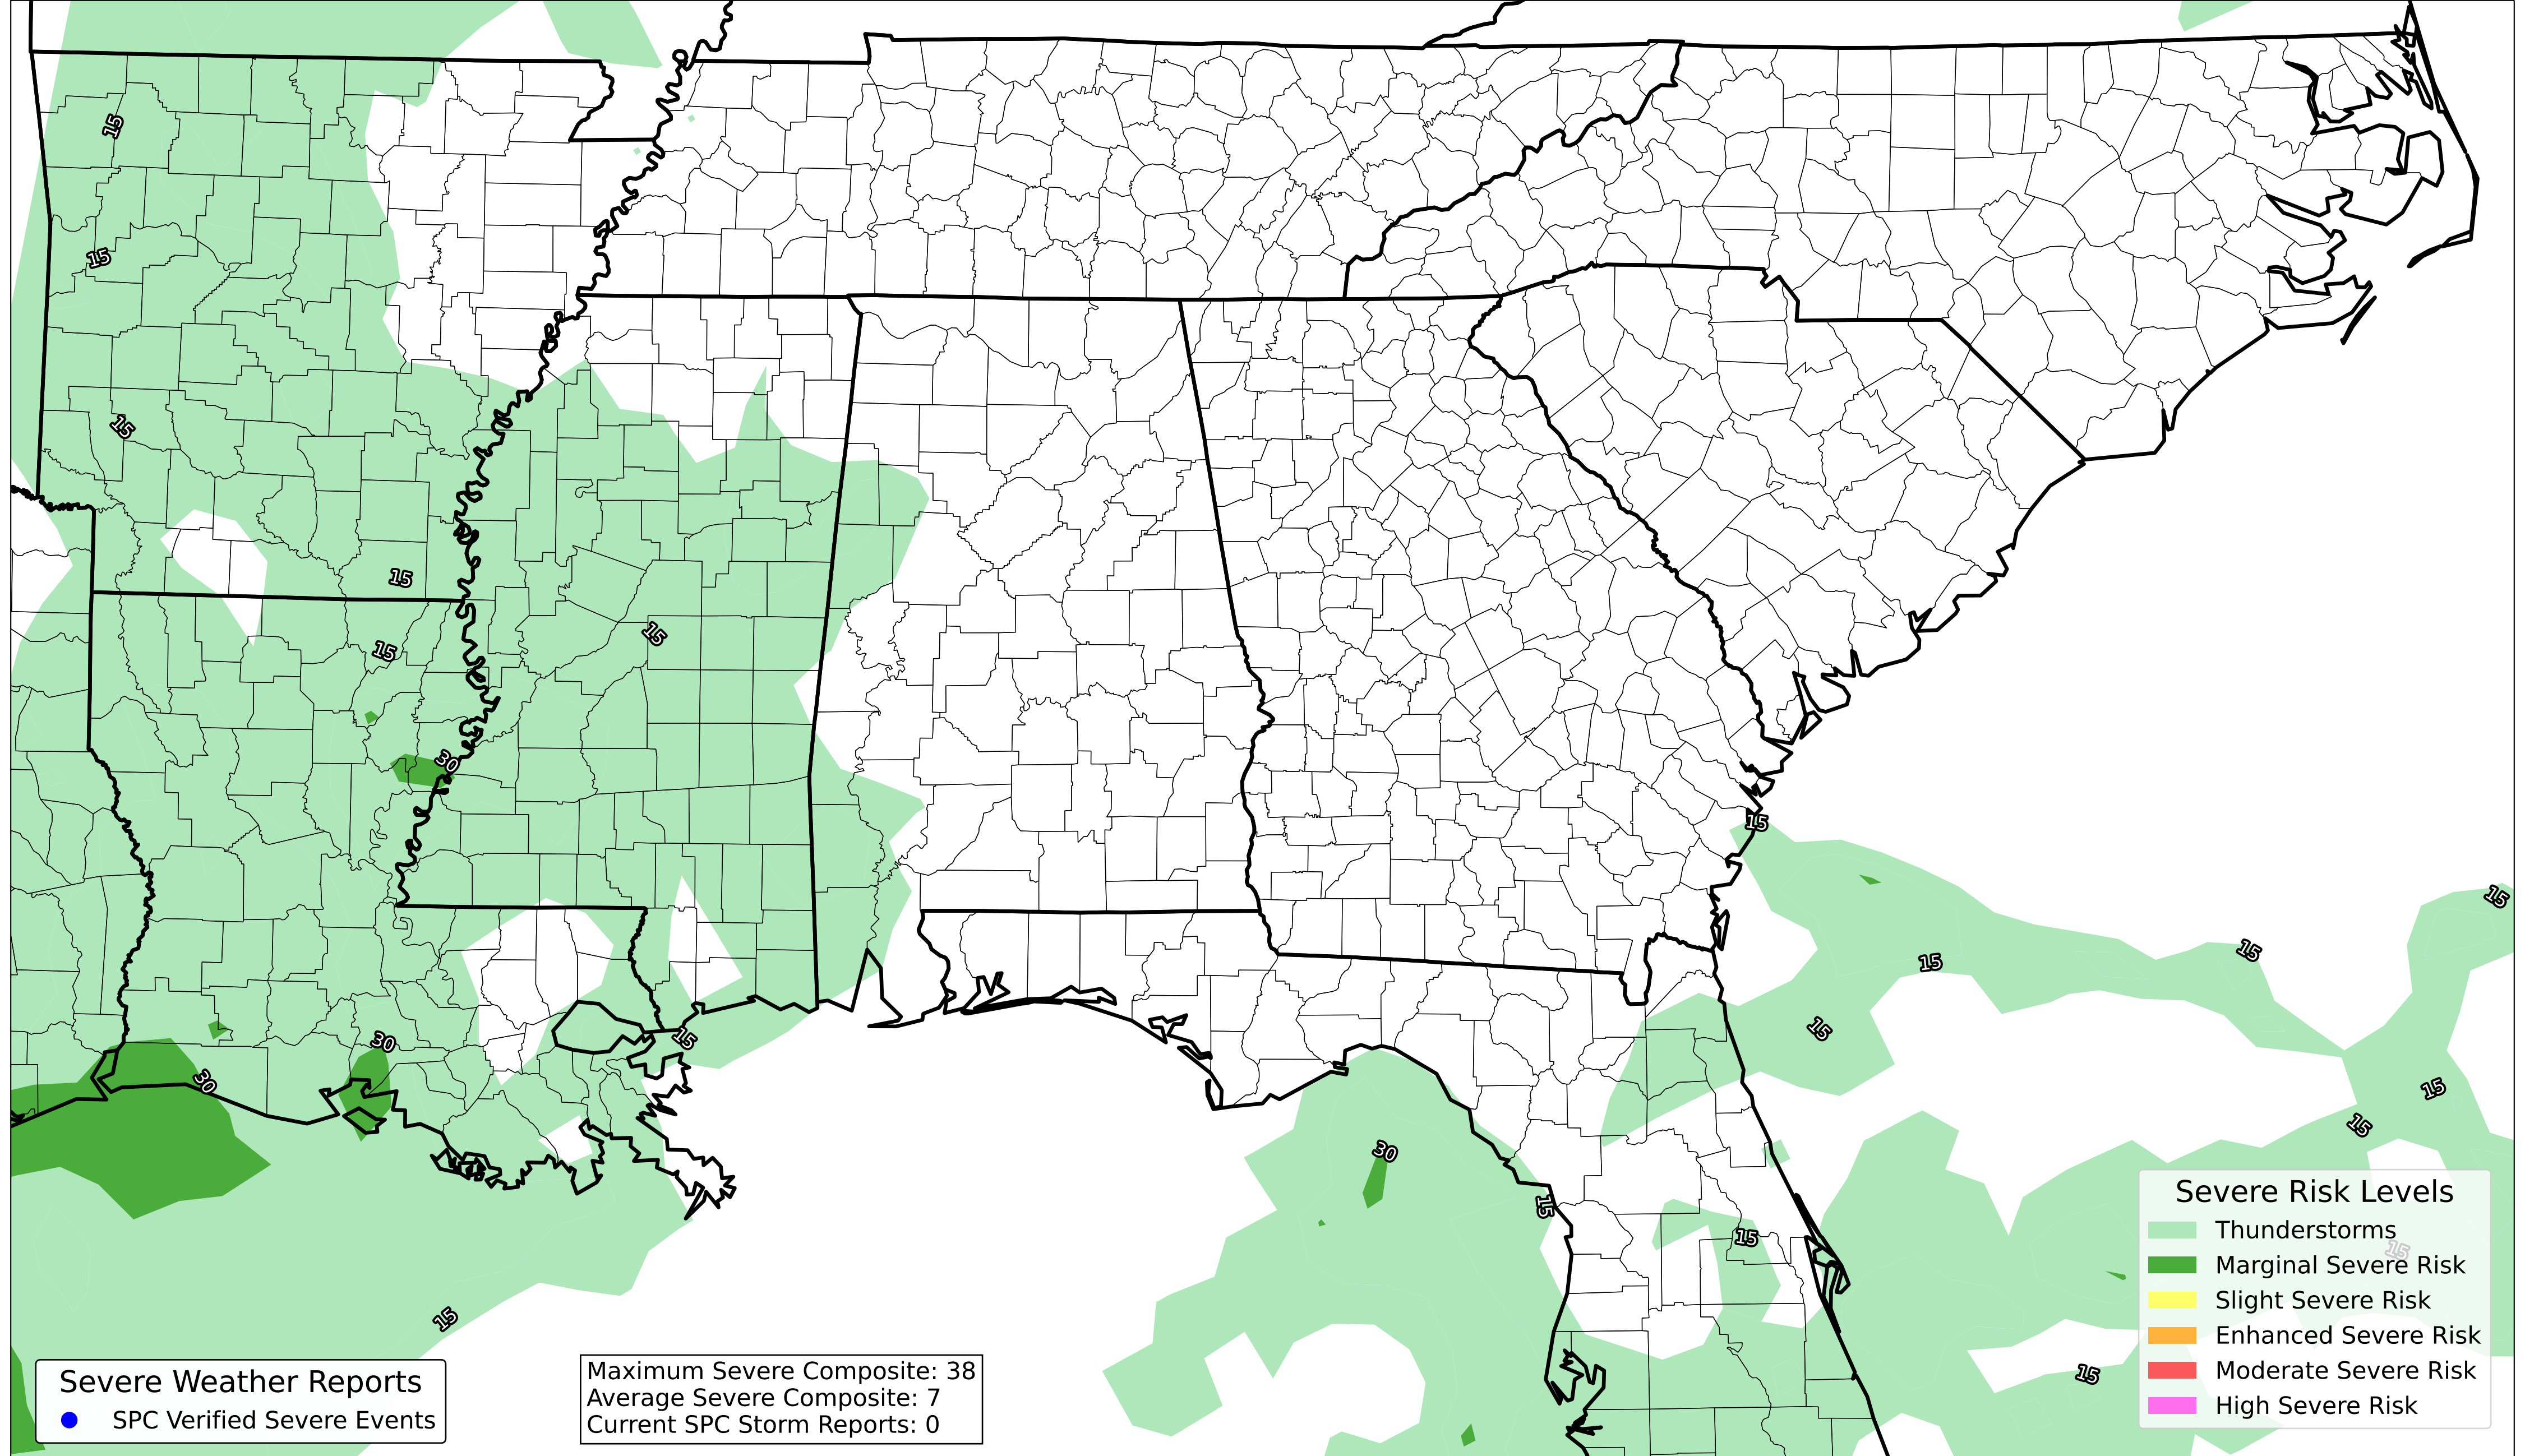 15
15
15
15
15
15
30
15
15
15
15
15
30
15
15
30
15
15
30
15
15
15
15
15
Severe Risk Levels
Thunderstorms
Marginal Severe Risk
Slight Severe Risk
Enhanced Severe Risk
Moderate Severe Risk
High Severe Risk
Severe Weather Reports
SPC Verified Severe Events
Maximum Severe Composite: 38
Average Severe Composite: 7
Current SPC Storm Reports: 0